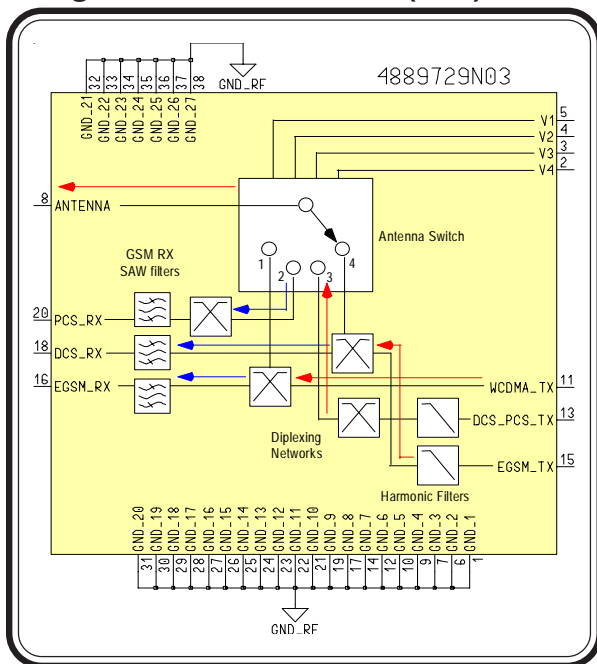 32 33 34 35 36 37 38
GND_21 GND_22 GND_23 GND_24 GND_25 GND_26 GND_27
GND_RF
4889729N03
V1 5
V2 4
V3 3
V4 2
8 ANTENNA
Antenna Switch
1 2 3 4
GSM RX
SAW filters
20 PCS_RX
18 DCS_RX
16 EGSM_RX
WCDMA_TX 11
DCS_PCS_TX 13
EGSM_TX 15
Diplexing
Networks
Harmonic Filters
GND_20 GND_19 GND_18 GND_17 GND_16 GND_15 GND_14 GND_13 GND_12 GND_11 GND_10 GND_9 GND_8 GND_7 GND_6 GND_5 GND_4 GND_3 GND_2 GND_1
31 30 29 28 27 26 25 24 23 22 21 19 17 14 12 10 9 7 6 1
GND_RF